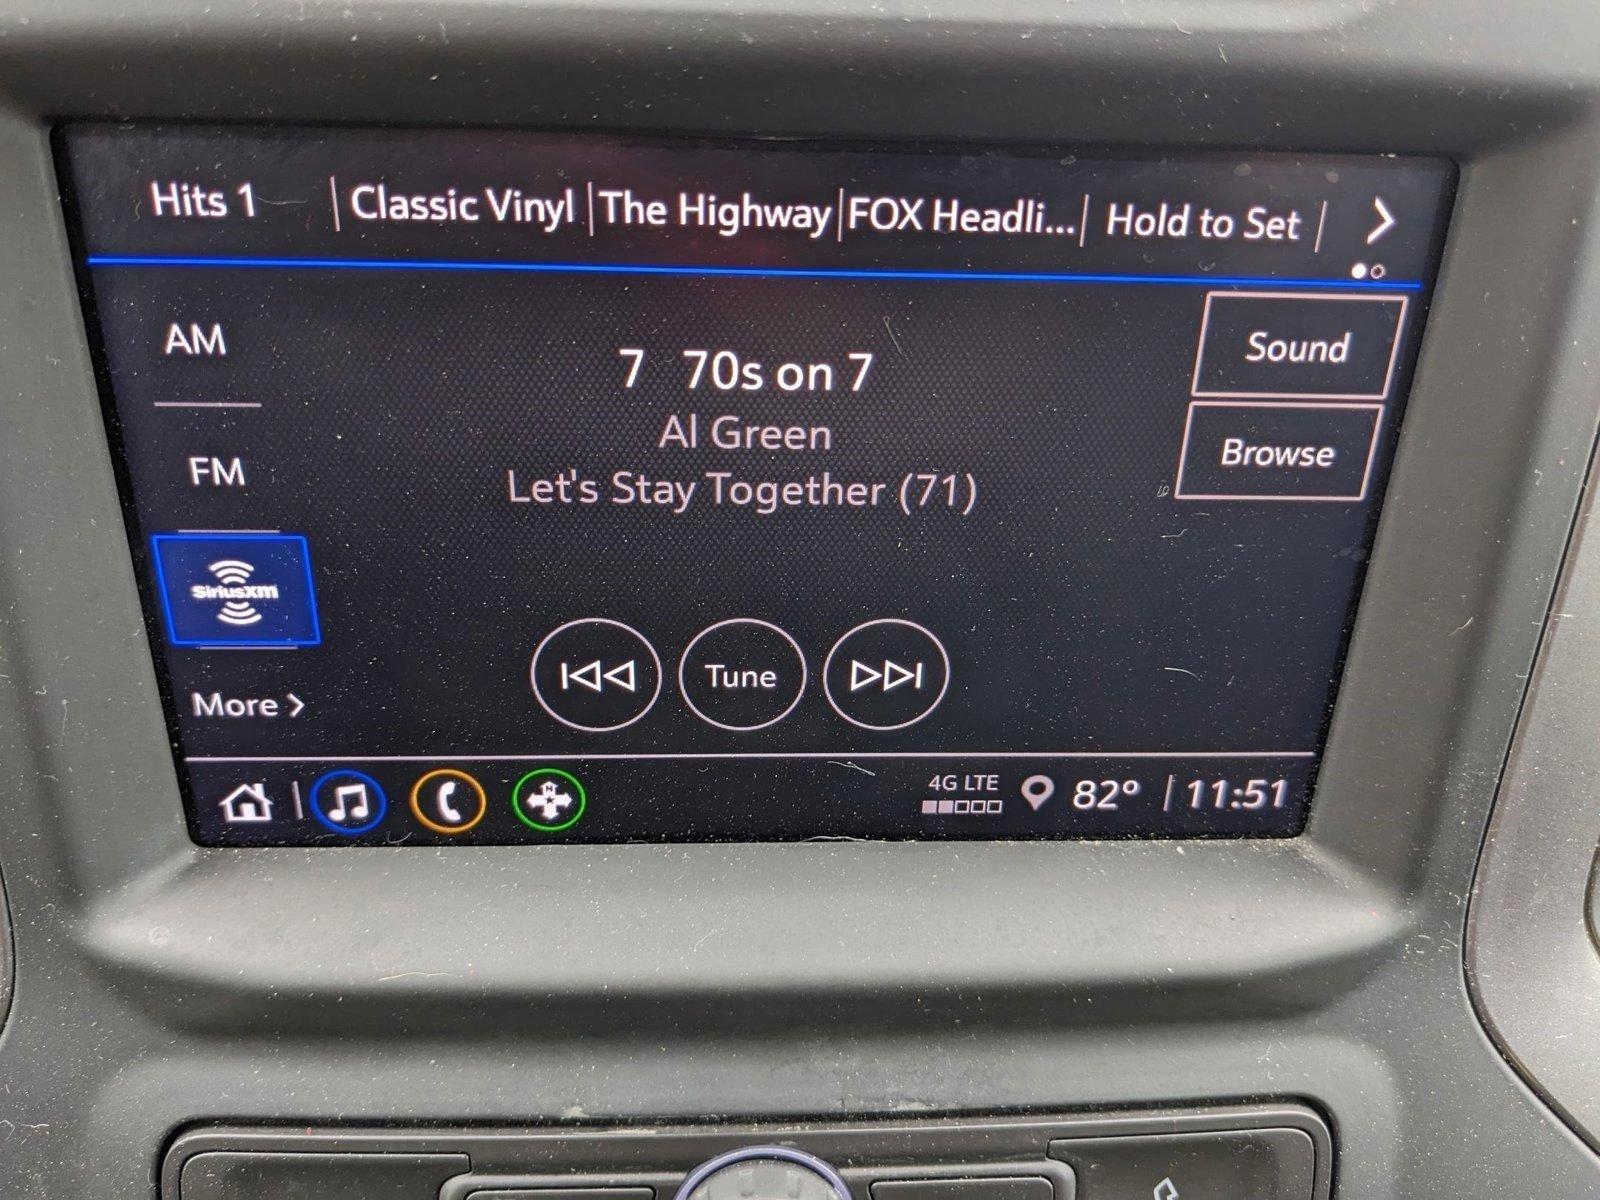 Hits 1 | Classic Vinyl | The Highway | FOX Headli... | Hold to Set |
AM
Sound
7 70s on 7
Al Green
Browse
FM
Let's Stay Together (71)
SiriusXM
Tune
More
4G LTE
82° | 11:51